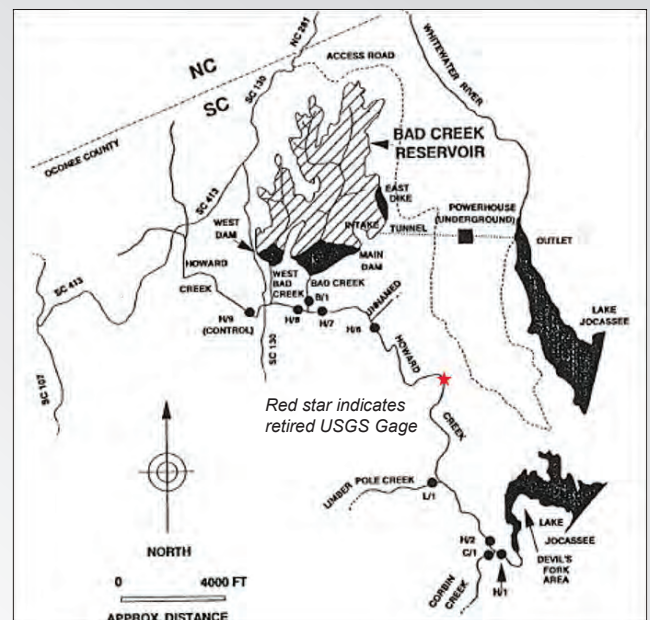 NC 281
NC
ACCESS ROAD
WHITEWATER
RIVER
SC
SC 130
OCONEE COUNTY
BAD CREEK
RESERVOIR
SC 413
EAST
DIKE
POWERHOUSE
(UNDERGROUND)
WEST
DAM
INTAKE
TUNNEL
OUTLET
HOWARD
CREEK
MAIN
DAM
SC 413
WEST
BAD
CREEK
BAD CREEK
B/1
UNNAMED
LAKE
JOCASSEE
H/9
(CONTROL)
H/8
H/7
H/6
SC 130
HOWARD
SC 107
Red star indicates
retired USGS Gage
CREEK
LIMBER POLE CREEK
L/1
NORTH
H/2
C/1
LAKE
JOCASSEE
DEVIL'S
FORK
AREA
H/1
CORBIN
CREEK
0 4000 FT
APPROX. DISTANCE